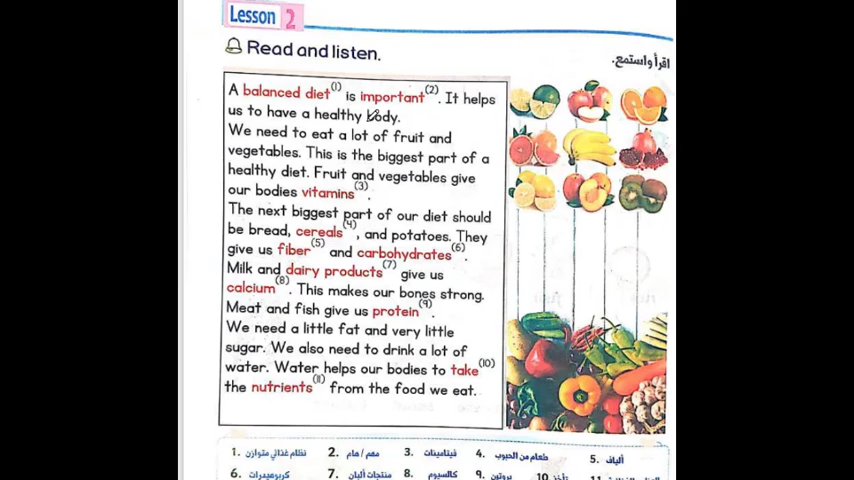 Lesson 2
Read and listen.
اقرأ واستمع.
A balanced diet(1) is important(2). It helps
us to have a healthy body.
We need to eat a lot of fruit and
vegetables. This is the biggest part of a
healthy diet. Fruit and vegetables give
our bodies vitamins(3).
The next biggest part of our diet should
be bread, cereals(4), and potatoes. They
give us fiber(5) and carbohydrates(6).
Milk and dairy products(7) give us
calcium(8). This makes our bones strong.
Meat and fish give us protein(9).
We need a little fat and very little
sugar. We also need to drink a lot of
water. Water helps our bodies to take(10)
the nutrients(11) from the food we eat.
1. نظام غذائي متوازن 2. مهم / هام 3. فيتامينات 4. طعام من الحبوب 5. ألياف
6. كربوهيدرات 7. منتجات ألبان 8. كالسيوم 9. بروتين 10. تأخذ 11.